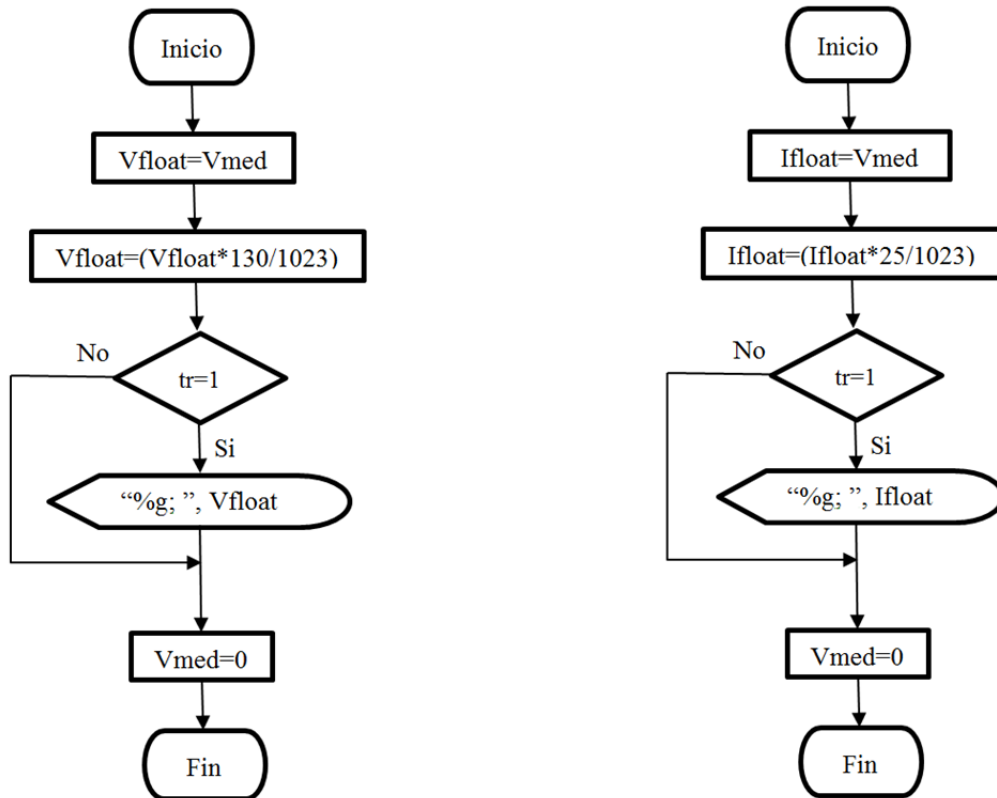 Inicio
Vfloat=Vmed
Vfloat=(Vfloat*130/1023)
No
tr=1
Si
“%g; ”, Vfloat
Vmed=0
Fin
Inicio
Ifloat=Vmed
Ifloat=(Ifloat*25/1023)
No
tr=1
Si
“%g; ”, Ifloat
Vmed=0
Fin